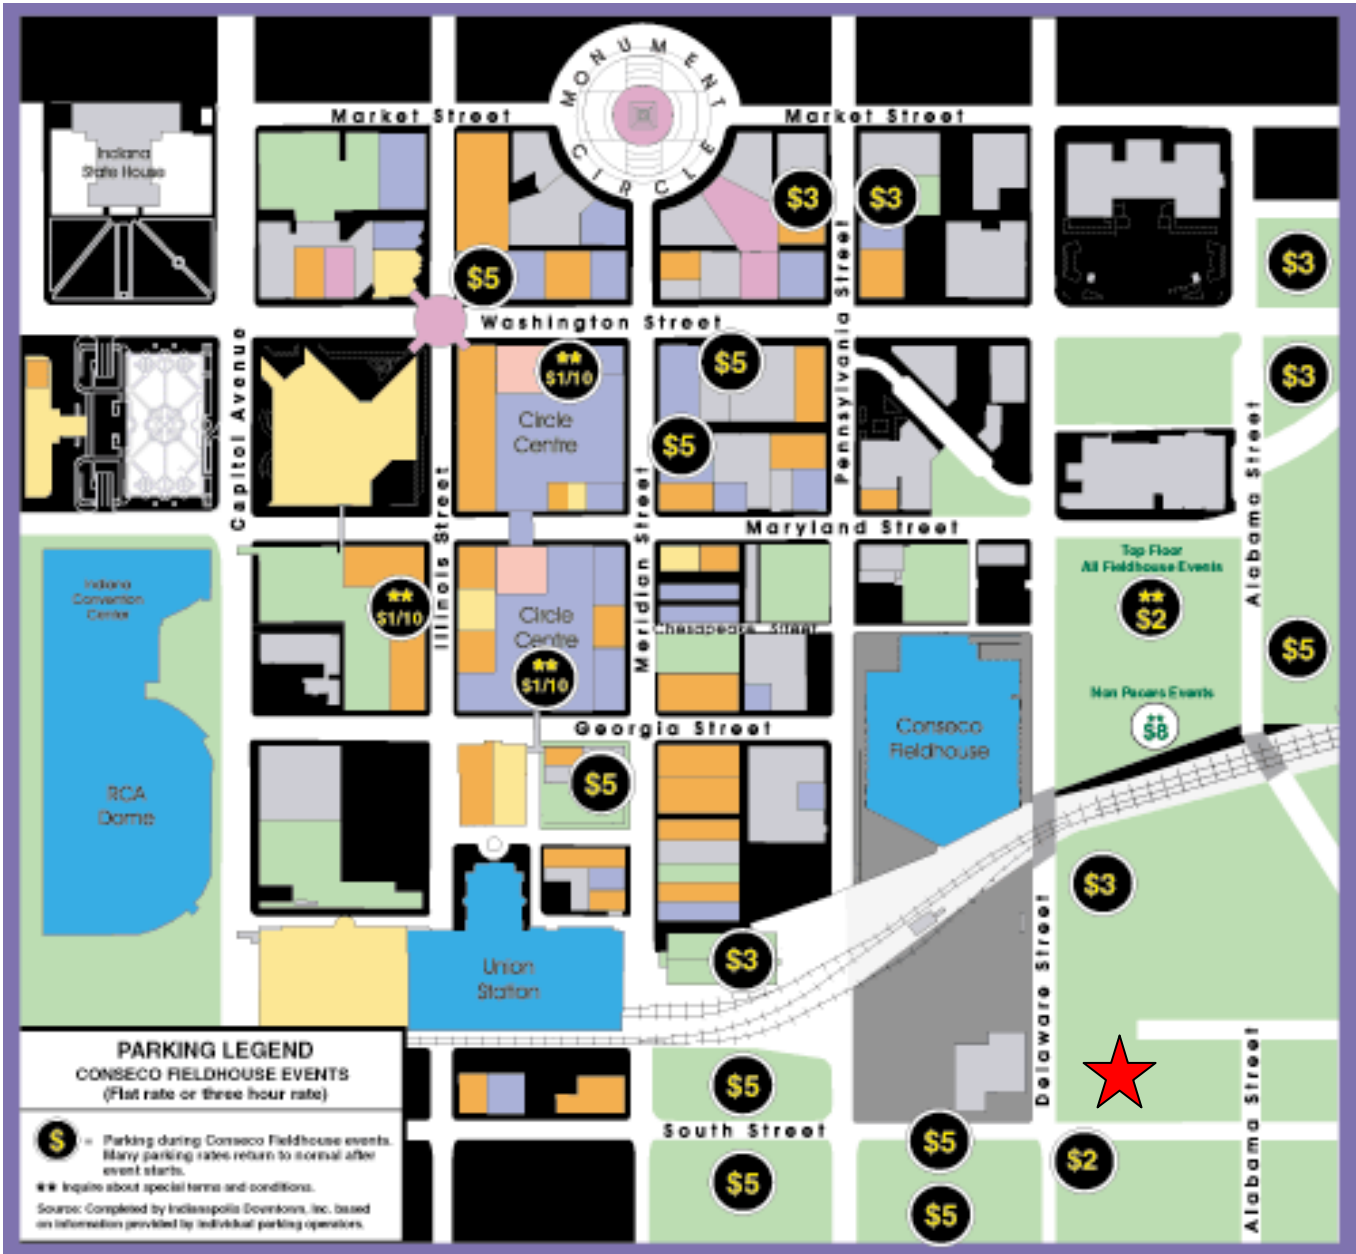 MONUMENT
CIRCLE
Market Street
Market Street
Indiana
State House
$3
$3
$3
$5
Washington Street
Pennsylvania Street
Capitol Avenue
**
$1/10
$5
$3
Circle
Centre
$5
Illinois Street
Meridian Street
Maryland Street
Alabama Street
Indiana
Convention
Center
Top Floor
All Fieldhouse Events
**
$2
**
$1/10
Chesapeake Street
Circle
Centre
**
$1/10
$5
Non Pacers Events
**
$8
Georgia Street
Conseco
Fieldhouse
$5
RCA
Dome
$3
Union
Station
$3
Delaware Street
PARKING LEGEND
CONSECO FIELDHOUSE EVENTS
(Flat rate or three hour rate)
$ = Parking during Conseco Fieldhouse events.
Many parking rates return to normal after
event starts.
** Inquire about special terms and conditions.
Source: Completed by Indianapolis Downtown, Inc. based
on information provided by individual parking operators.
$5
South Street
$5
$5
$2
$5
Alabama Street